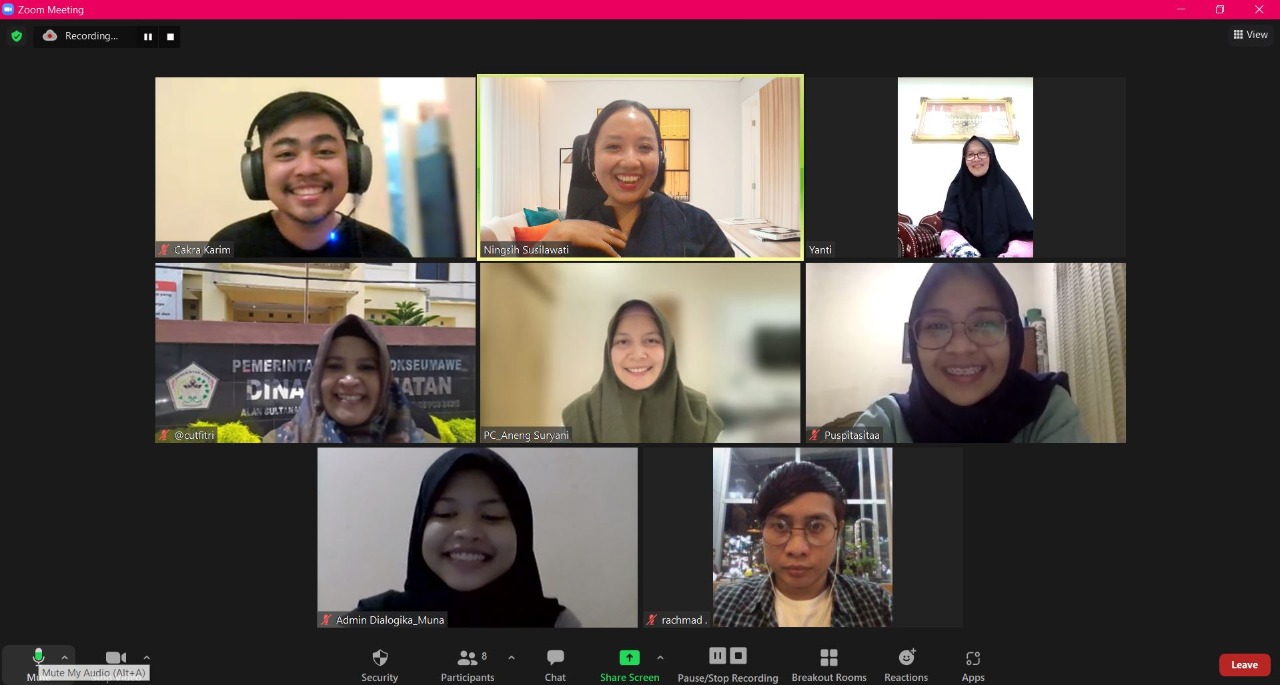 Zoom Meeting
Recording...
View
Cakra Karim
Ningsih Susilawati
Yanti
PEMERINTA OKSEUMAWE
DINA ATAN
@cutfitri
PC_Aneng Suryani
Puspitasitaa
Admin Dialogika_Muna
rachmad .
8
Mute My Audio (Alt+A)
Security
Participants
Chat
Share Screen
Pause/Stop Recording
Breakout Rooms
Reactions
Apps
Leave